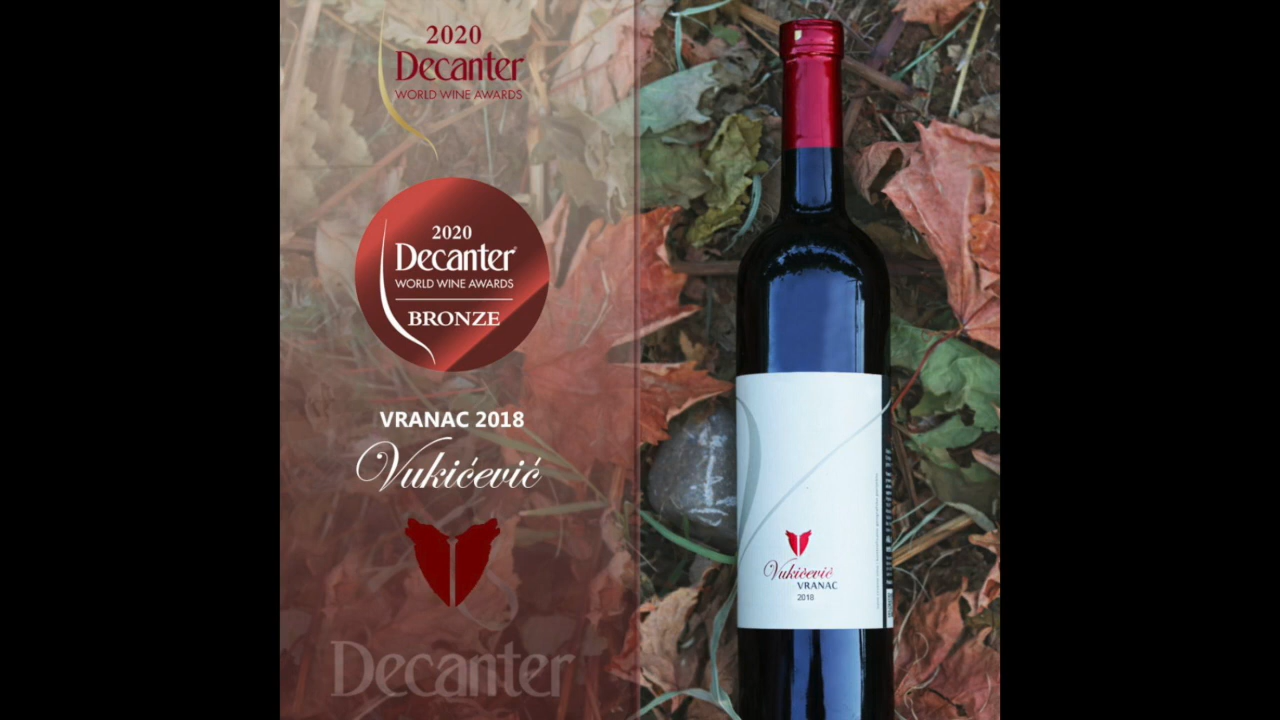 2020
Decanter
WORLD WINE AWARDS
2020
Decanter
WORLD WINE AWARDS
BRONZE
VRANAC 2018
Vukićević
Decanter
Vukićević
VRANAC
2018